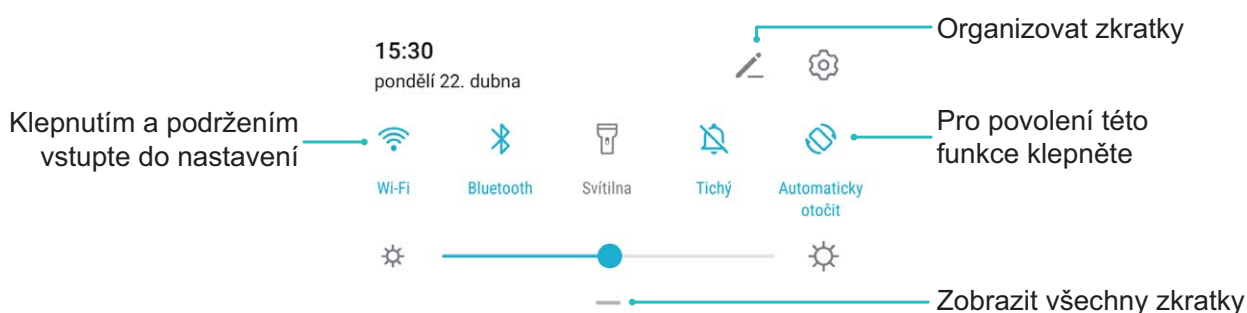 Organizovat zkratky
15:30
pondělí 22. dubna
Klepnutím a podržením
vstupte do nastavení
Pro povolení této
funkce klepněte
Wi-Fi
Bluetooth
Svítilna
Tichý
Automaticky
otočit
Zobrazit všechny zkratky